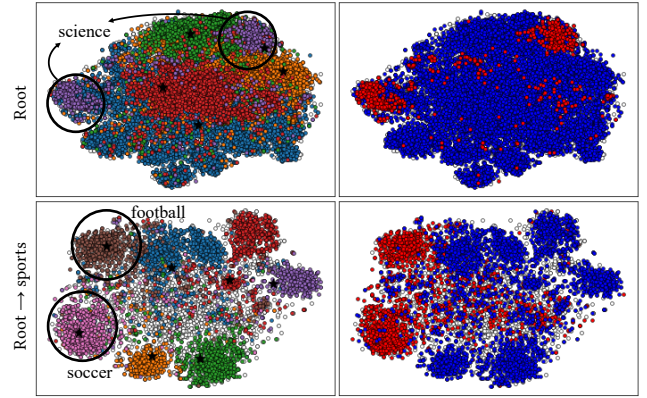 science
Root
football
Root → sports
soccer